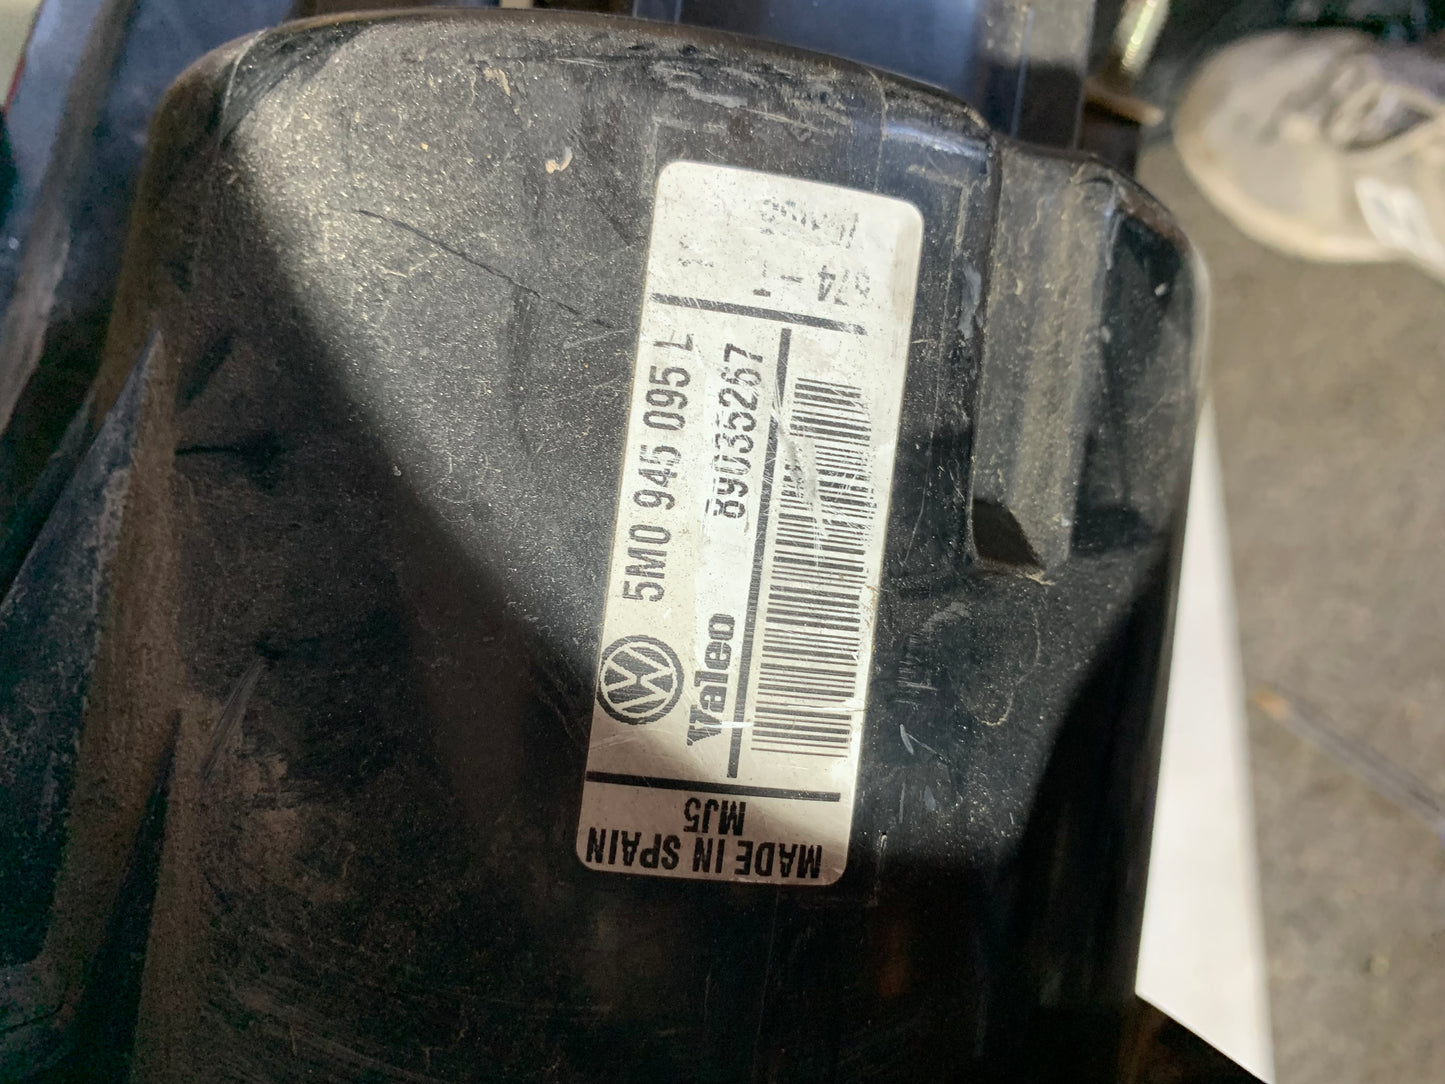 5M0 945 095 L
Valeo
89035267
MADE IN SPAIN
MJ5